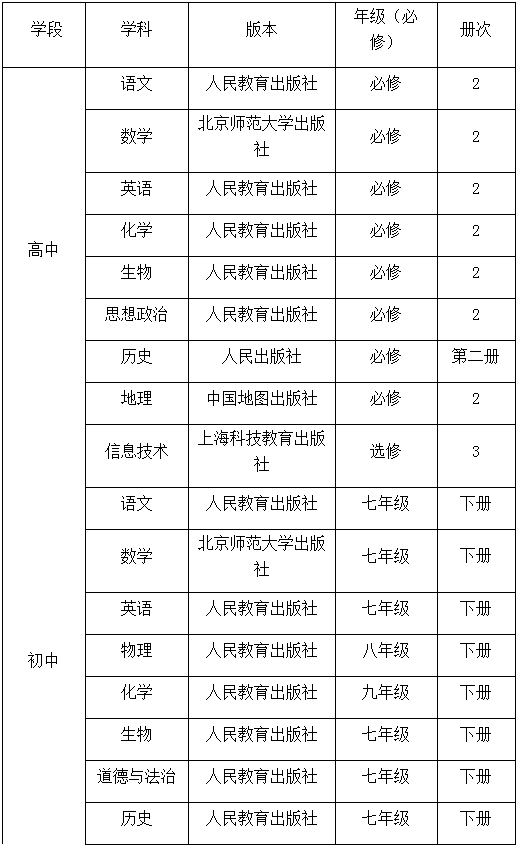 学段 学科 版本 年级（必修） 册次
高中
语文 人民教育出版社 必修 2
数学 北京师范大学出版社 必修 2
英语 人民教育出版社 必修 2
化学 人民教育出版社 必修 2
生物 人民教育出版社 必修 2
思想政治 人民教育出版社 必修 2
历史 人民出版社 必修 第二册
地理 中国地图出版社 必修 2
信息技术 上海科技教育出版社 选修 3
初中
语文 人民教育出版社 七年级 下册
数学 北京师范大学出版社 七年级 下册
英语 人民教育出版社 七年级 下册
物理 人民教育出版社 八年级 下册
化学 人民教育出版社 九年级 下册
生物 人民教育出版社 七年级 下册
道德与法治 人民教育出版社 七年级 下册
历史 人民教育出版社 七年级 下册